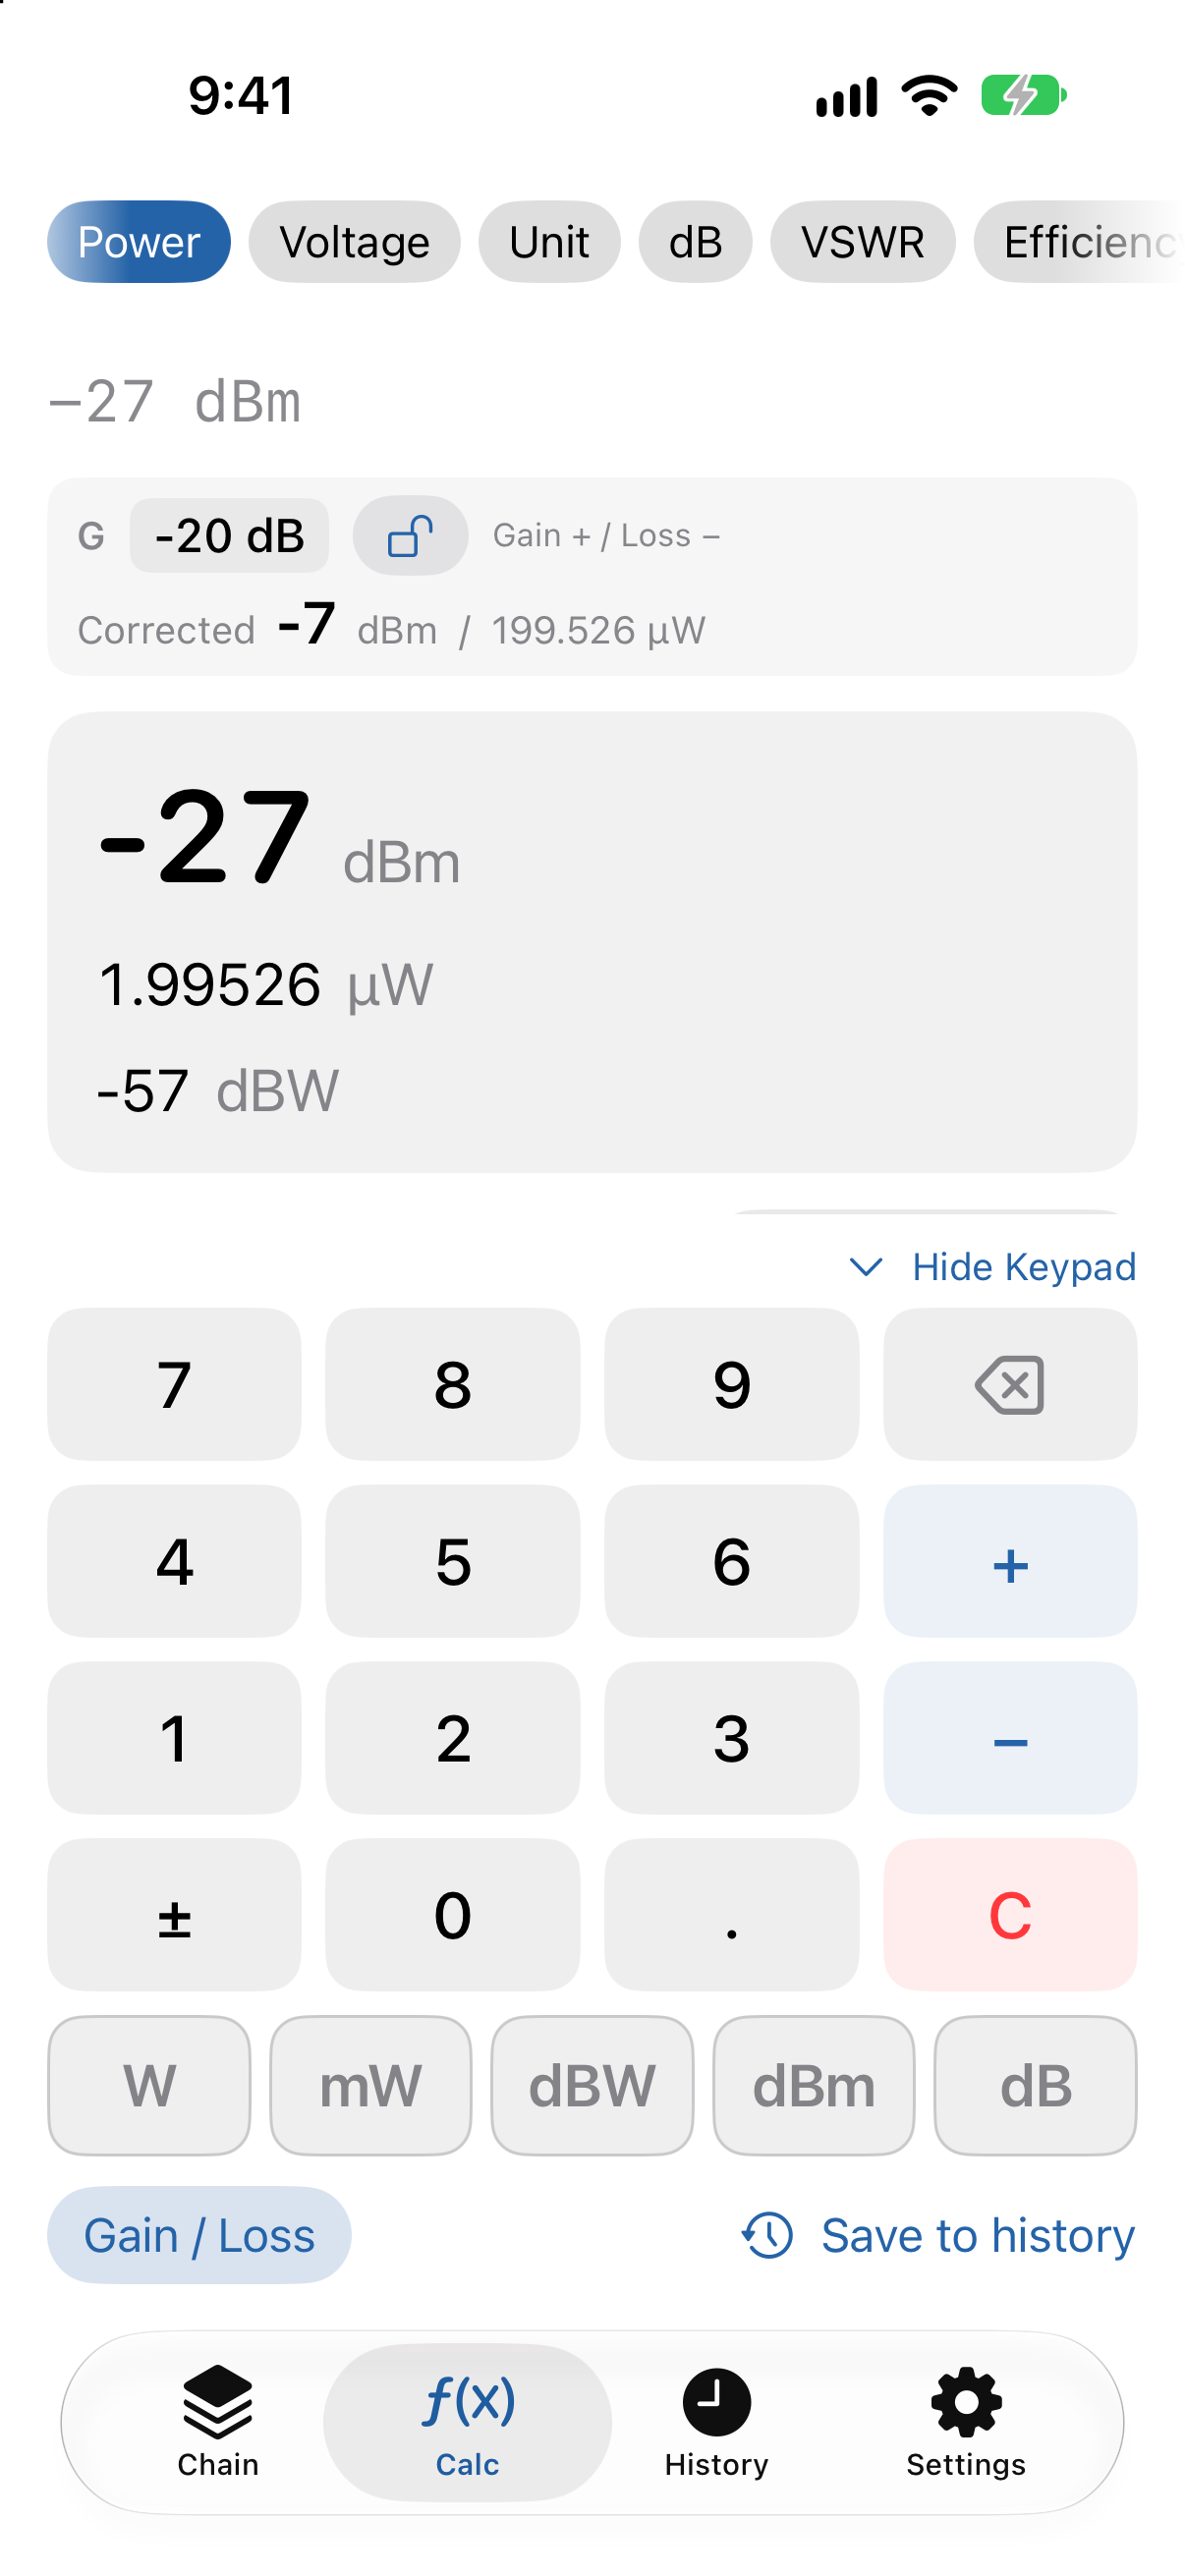 9:41
Power Voltage Unit dB VSWR Efficienc
−27 dBm
G -20 dB Gain + / Loss −
Corrected -7 dBm / 199.526 µW
-27 dBm
1.99526 µW
-57 dBW
Hide Keypad
7 8 9
4 5 6 +
1 2 3 −
± 0 . C
W mW dBW dBm dB
Gain / Loss Save to history
f(x)
Chain Calc History Settings